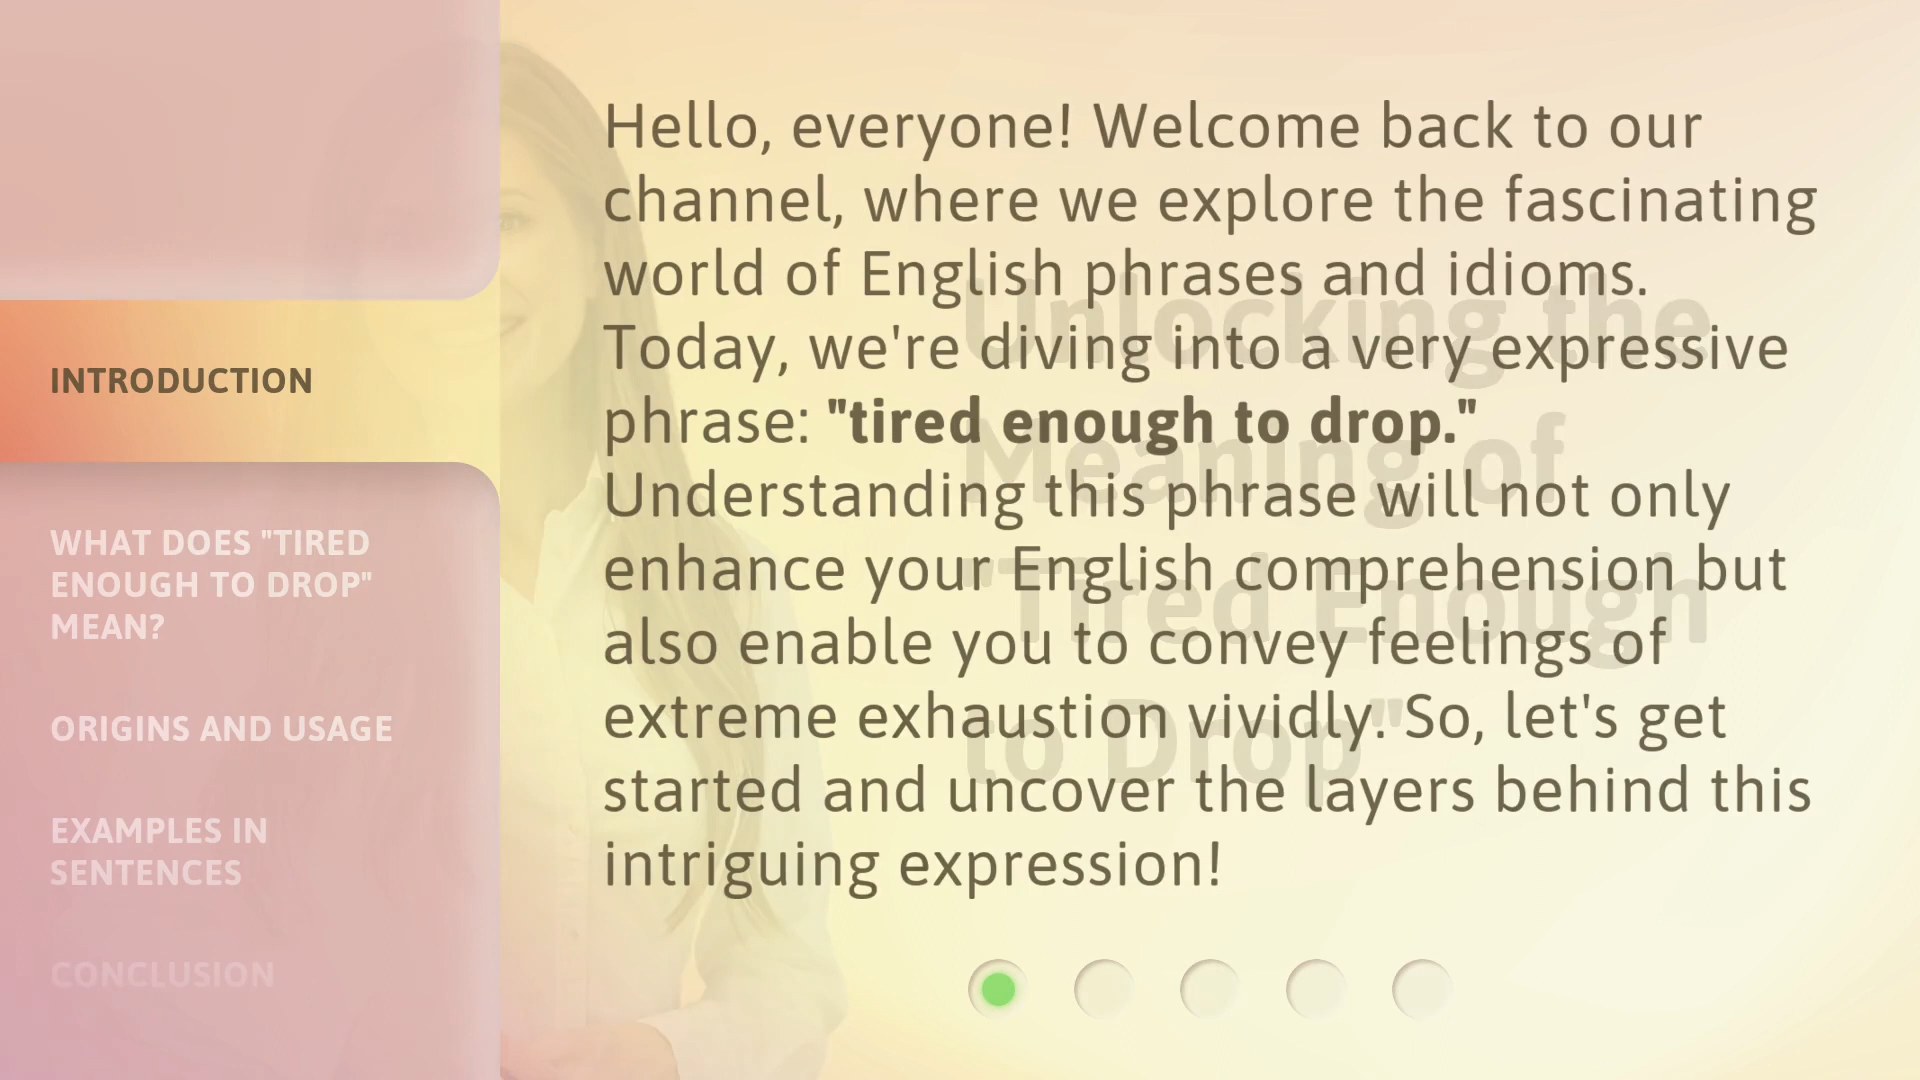 INTRODUCTION
WHAT DOES "TIRED
ENOUGH TO DROP"
MEAN?
ORIGINS AND USAGE
EXAMPLES IN
SENTENCES
CONCLUSION
Hello, everyone! Welcome back to our
channel, where we explore the fascinating
world of English phrases and idioms.
Today, we're diving into a very expressive
phrase: "tired enough to drop."
Understanding this phrase will not only
enhance your English comprehension but
also enable you to convey feelings of
extreme exhaustion vividly. So, let's get
started and uncover the layers behind this
intriguing expression!
Unlocking the
Meaning of
"Tired Enough
to Drop"